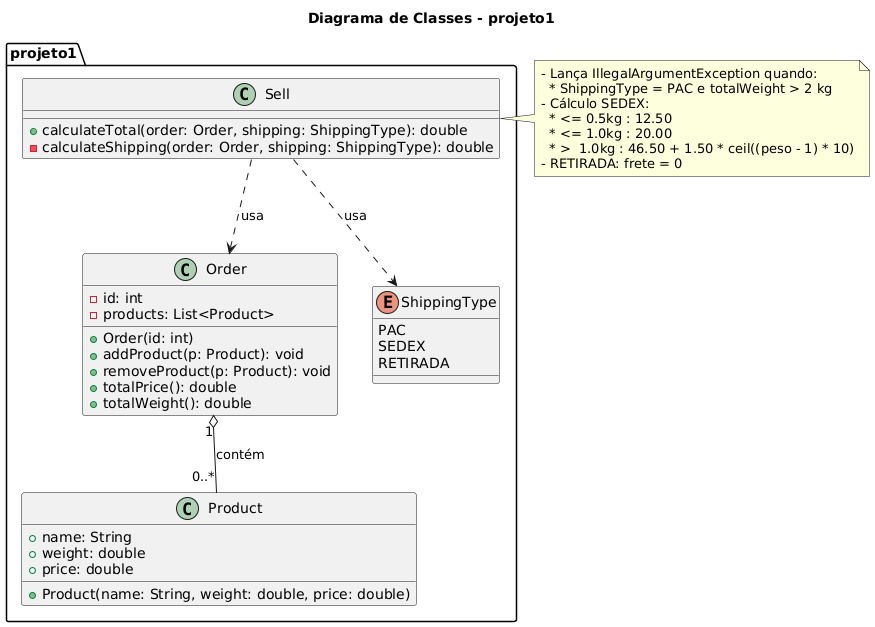 Diagrama de Classes - projeto1
projeto1
C Sell
calculateTotal(order: Order, shipping: ShippingType): double
calculateShipping(order: Order, shipping: ShippingType): double
- Lança IllegalArgumentException quando:
* ShippingType = PAC e totalWeight > 2 kg
- Cálculo SEDEX:
* <= 0.5kg : 12.50
* <= 1.0kg : 20.00
* >  1.0kg : 46.50 + 1.50 * ceil((peso - 1) * 10)
- RETIRADA: frete = 0
usa
usa
C Order
id: int
products: List<Product>
Order(id: int)
addProduct(p: Product): void
removeProduct(p: Product): void
totalPrice(): double
totalWeight(): double
E ShippingType
PAC
SEDEX
RETIRADA
1
contém
0..*
C Product
name: String
weight: double
price: double
Product(name: String, weight: double, price: double)